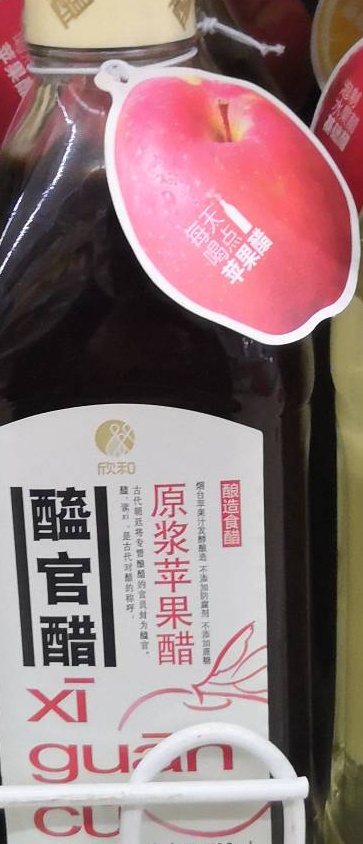 每天
喝点
苹果醋
欣和
酿造食醋
烟台苹果汁发酵酿造 不添加防腐剂 不添加蔗糖
原浆苹果醋
古代朝廷将专管酿醋的官员封为醯官。
醯，读xī，是古代对醋的称呼。
醯官醋
xī
guān
cù